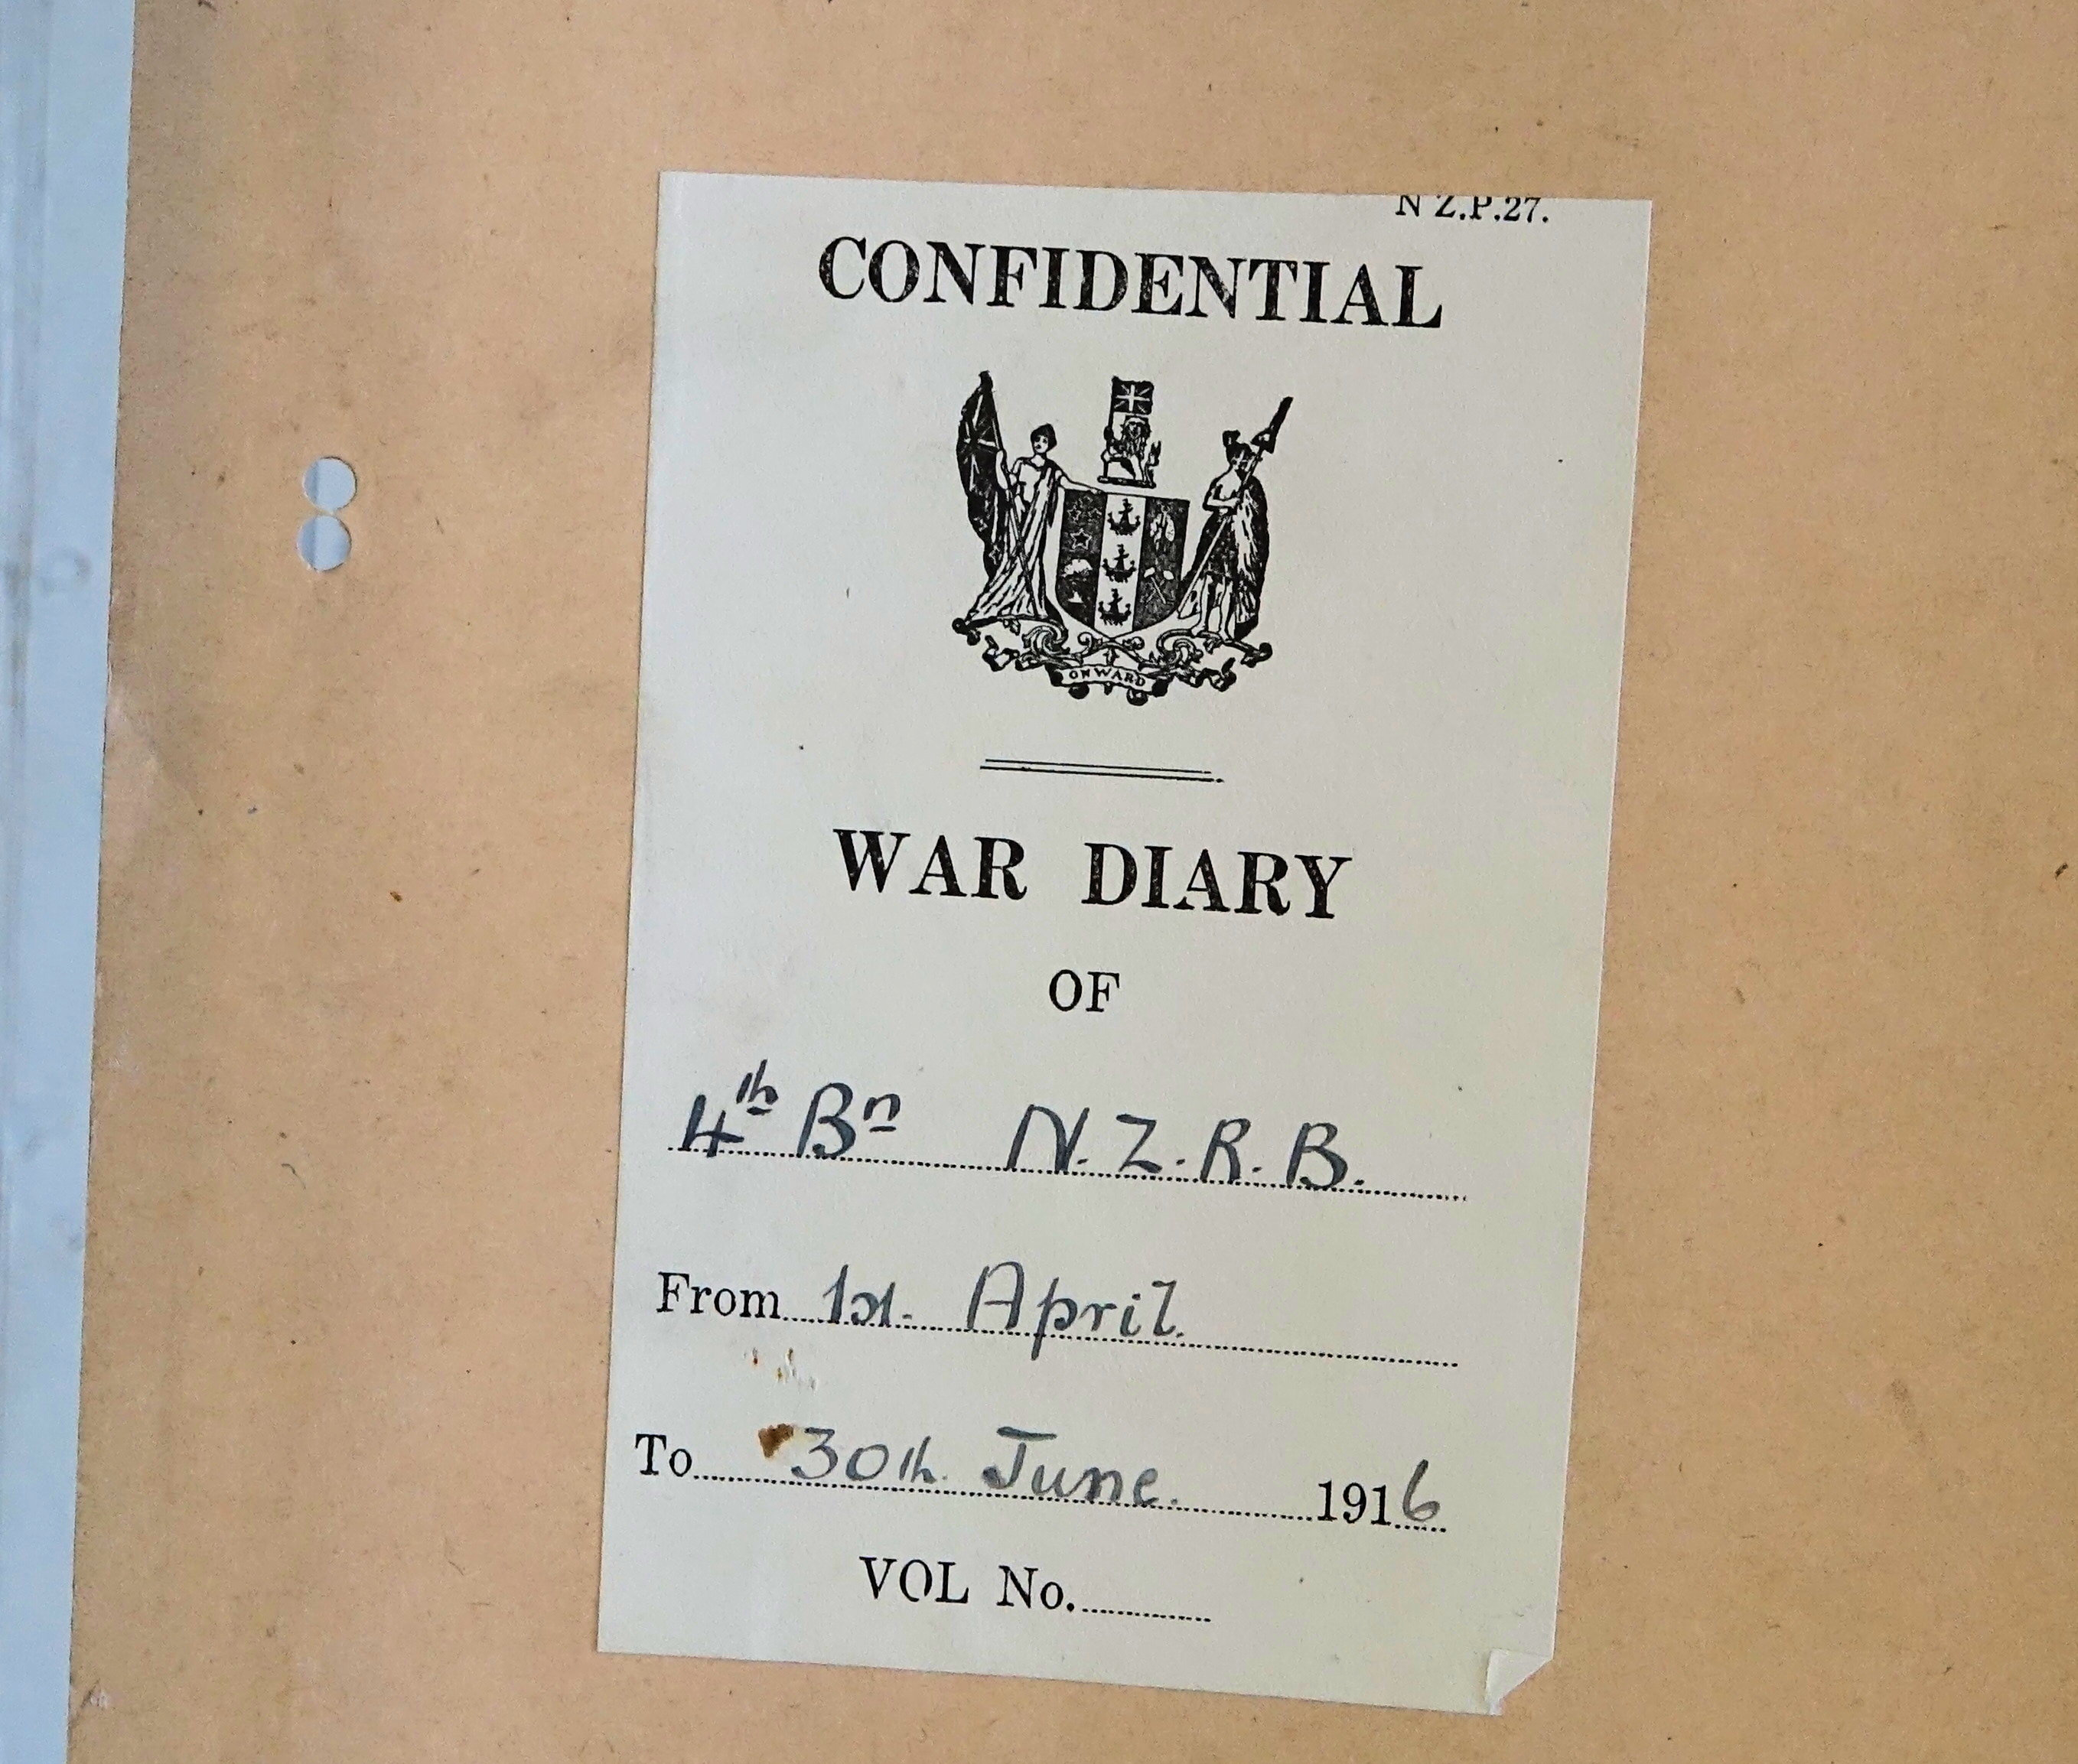 N Z.P.27.
CONFIDENTIAL
ONWARD
WAR DIARY
OF
4th Bn N.Z.R.B.
From 1st. April.
To 30th. June. 1916
VOL No.